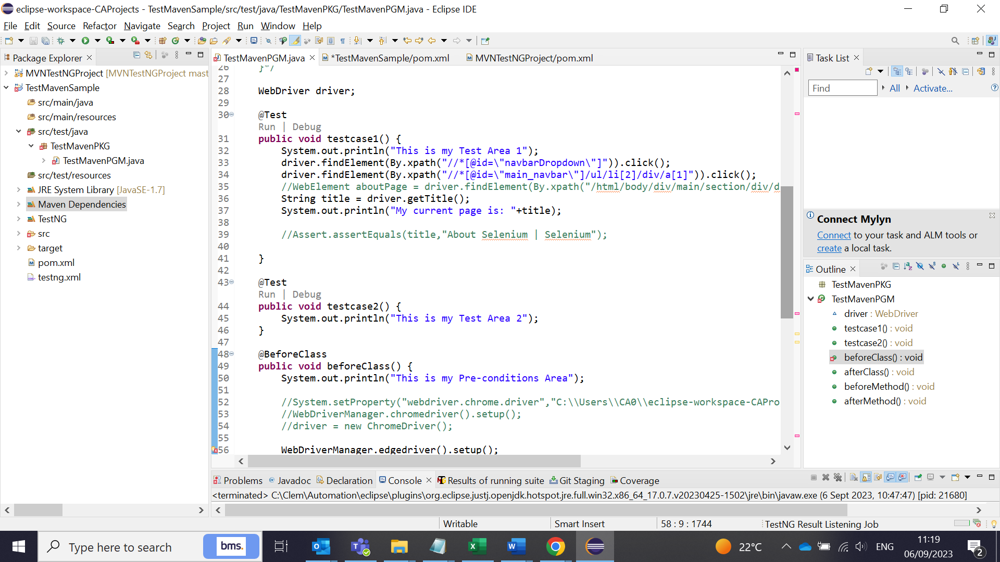 eclipse-workspace-CAProjects - TestMavenSample/src/test/java/TestMavenPKG/TestMavenPGM.java - Eclipse IDE
File Edit Source Refactor Navigate Search Project Run Window Help
Package Explorer
MVNTestNGProject [MVNTestNGProject mast
TestMavenSample
src/main/java
src/main/resources
src/test/java
TestMavenPKG
TestMavenPGM.java
src/test/resources
JRE System Library [JavaSE-1.7]
Maven Dependencies
TestNG
src
target
pom.xml
testng.xml
TestMavenPGM.java *TestMavenSample/pom.xml MVNTestNGProject/pom.xml
26 }*/
27
28 WebDriver driver;
29
30 @Test
Run | Debug
31 public void testcase1() {
32 System.out.println("This is my Test Area 1");
33 driver.findElement(By.xpath("//*[@id=\"navbarDropdown\"]")).click();
34 driver.findElement(By.xpath("//*[@id=\"main_navbar\"]/ul/li[2]/div/a[1]")).click();
35 //WebElement aboutPage = driver.findElement(By.xpath("/html/body/div/main/section/div/d
36 String title = driver.getTitle();
37 System.out.println("My current page is: "+title);
38
39 //Assert.assertEquals(title,"About Selenium | Selenium");
40
41 }
42
43 @Test
Run | Debug
44 public void testcase2() {
45 System.out.println("This is my Test Area 2");
46 }
47
48 @BeforeClass
49 public void beforeClass() {
50 System.out.println("This is my Pre-conditions Area");
51
52 //System.setProperty("webdriver.chrome.driver","C:\\Users\\CA0\\eclipse-workspace-CAPro
53 //WebDriverManager.chromedriver().setup();
54 //driver = new ChromeDriver();
55
56 WebDriverManager.edgedriver().setup();
Task List
Find All Activate...
Connect Mylyn
Connect to your task and ALM tools or
create a local task.
Outline
TestMavenPKG
TestMavenPGM
driver : WebDriver
testcase1() : void
testcase2() : void
beforeClass() : void
afterClass() : void
beforeMethod() : void
afterMethod() : void
Problems Javadoc Declaration Console Results of running suite Git Staging Coverage
<terminated> C:\Clem\Automation\eclipse\plugins\org.eclipse.justj.openjdk.hotspot.jre.full.win32.x86_64_17.0.7.v20230425-1502\jre\bin\javaw.exe (6 Sept 2023, 10:47:47) [pid: 21680]
Writable Smart Insert 58 : 9 : 1744 TestNG Result Listening Job
Type here to search
bms.
22°C
ENG
11:19
06/09/2023
2